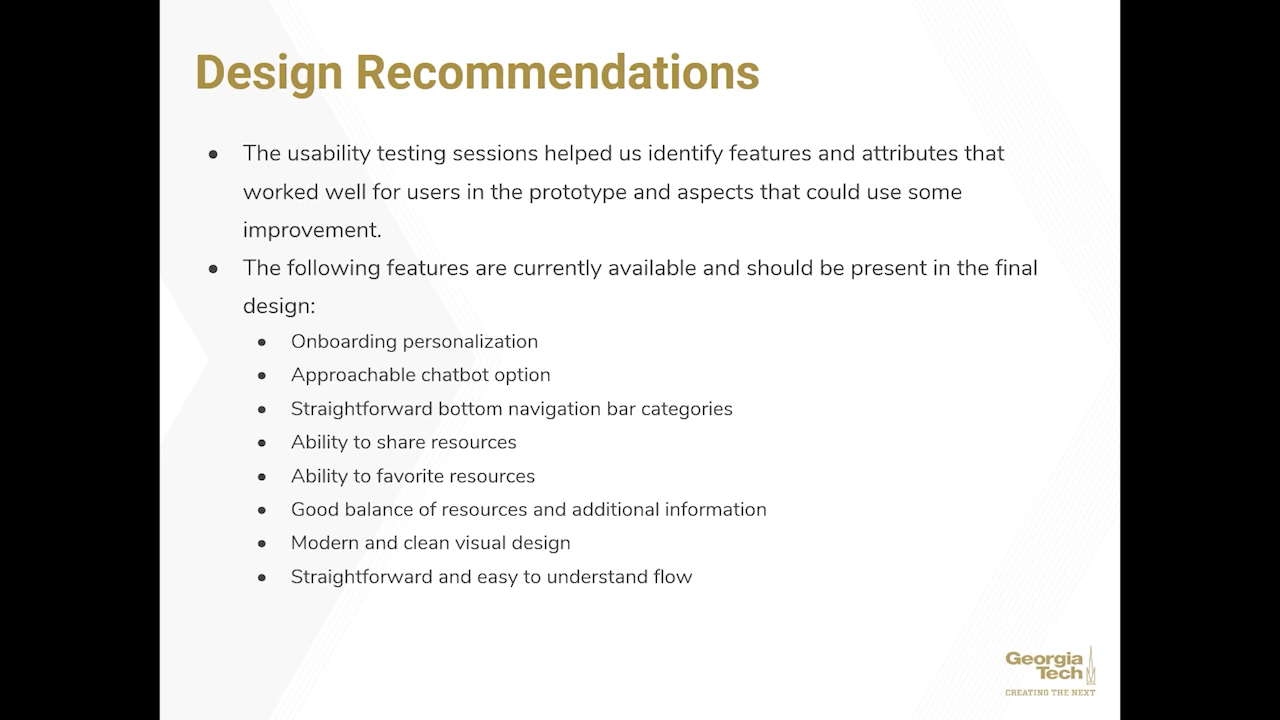 Design Recommendations
● The usability testing sessions helped us identify features and attributes that
worked well for users in the prototype and aspects that could use some
improvement.
● The following features are currently available and should be present in the final
design:
● Onboarding personalization
● Approachable chatbot option
● Straightforward bottom navigation bar categories
● Ability to share resources
● Ability to favorite resources
● Good balance of resources and additional information
● Modern and clean visual design
● Straightforward and easy to understand flow
Georgia
Tech
CREATING THE NEXT